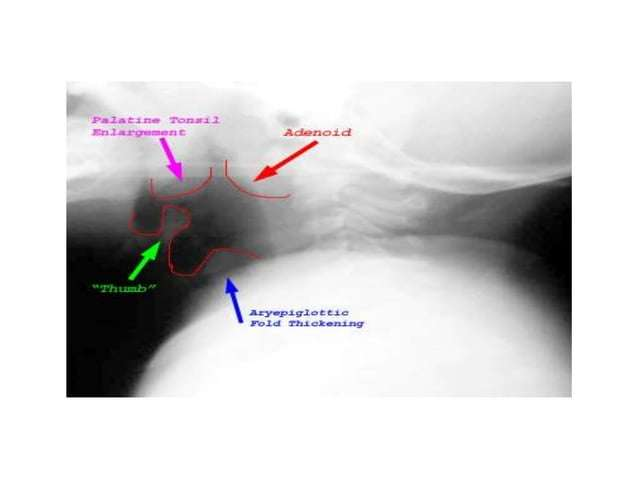 Palatine Tonsil
Enlargement
Adenoid
"Thumb"
Aryepiglottic
Fold Thickening